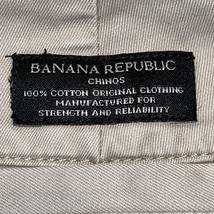 BANANA REPUBLIC
CHINOS
100% COTTON ORIGINAL CLOTHING
MANUFACTURED FOR
STRENGTH AND RELIABILITY